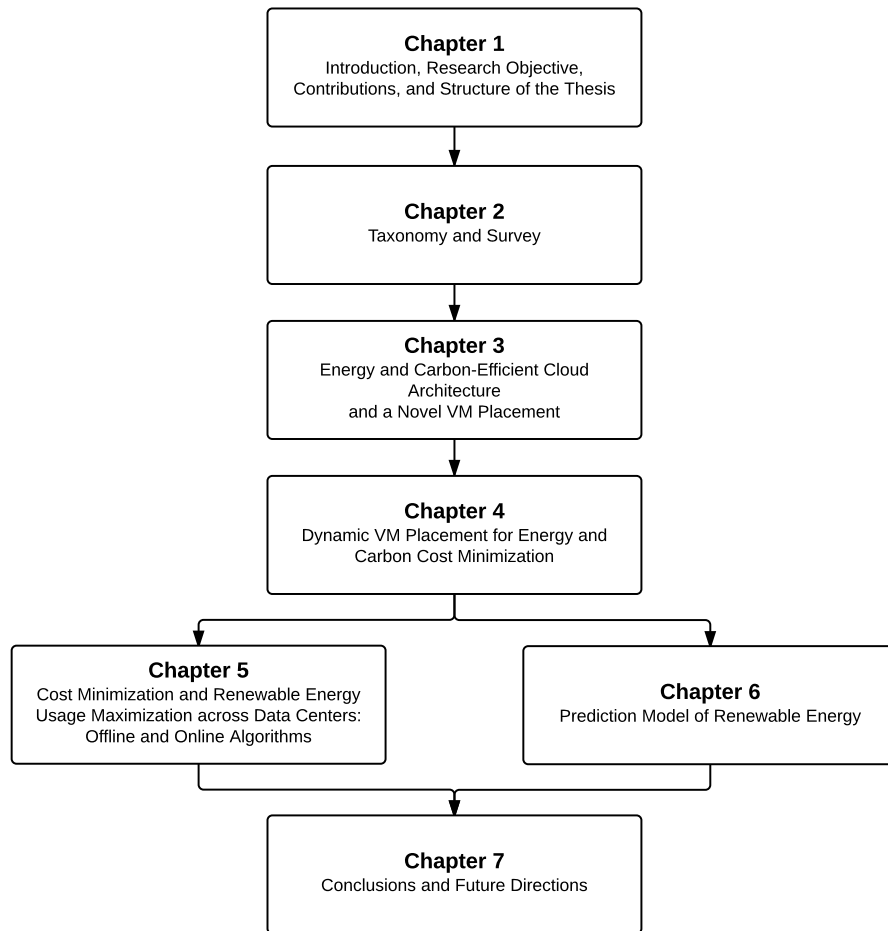 Chapter 1
Introduction, Research Objective,
Contributions, and Structure of the Thesis
Chapter 2
Taxonomy and Survey
Chapter 3
Energy and Carbon-Efficient Cloud
Architecture
and a Novel VM Placement
Chapter 4
Dynamic VM Placement for Energy and
Carbon Cost Minimization
Chapter 5
Cost Minimization and Renewable Energy
Usage Maximization across Data Centers:
Offline and Online Algorithms
Chapter 6
Prediction Model of Renewable Energy
Chapter 7
Conclusions and Future Directions